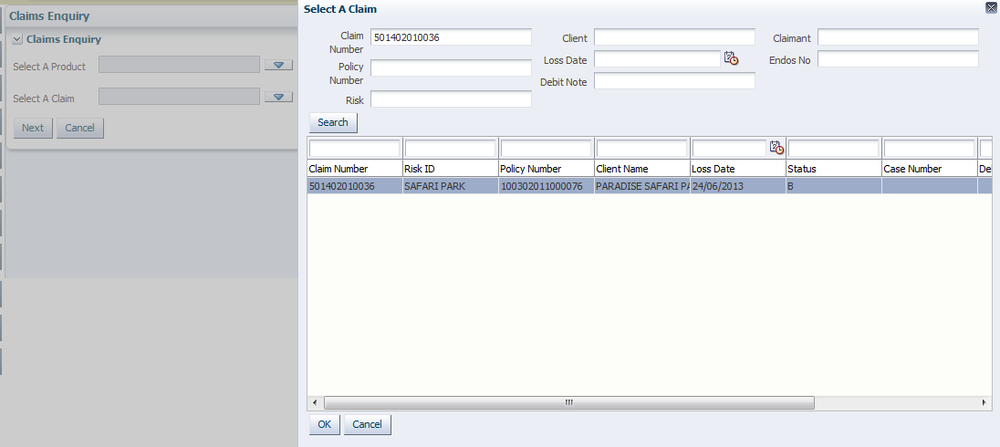 Claims Enquiry
Claims Enquiry
Select A Product
Select A Claim
Next Cancel
Select A Claim
Claim Number 501402010036 Client Claimant
Policy Number Loss Date Endos No
Risk Debit Note
Search
Claim Number Risk ID Policy Number Client Name Loss Date Status Case Number
501402010036 SAFARI PARK 100302011000076 PARADISE SAFARI PA 24/06/2013 B
OK Cancel